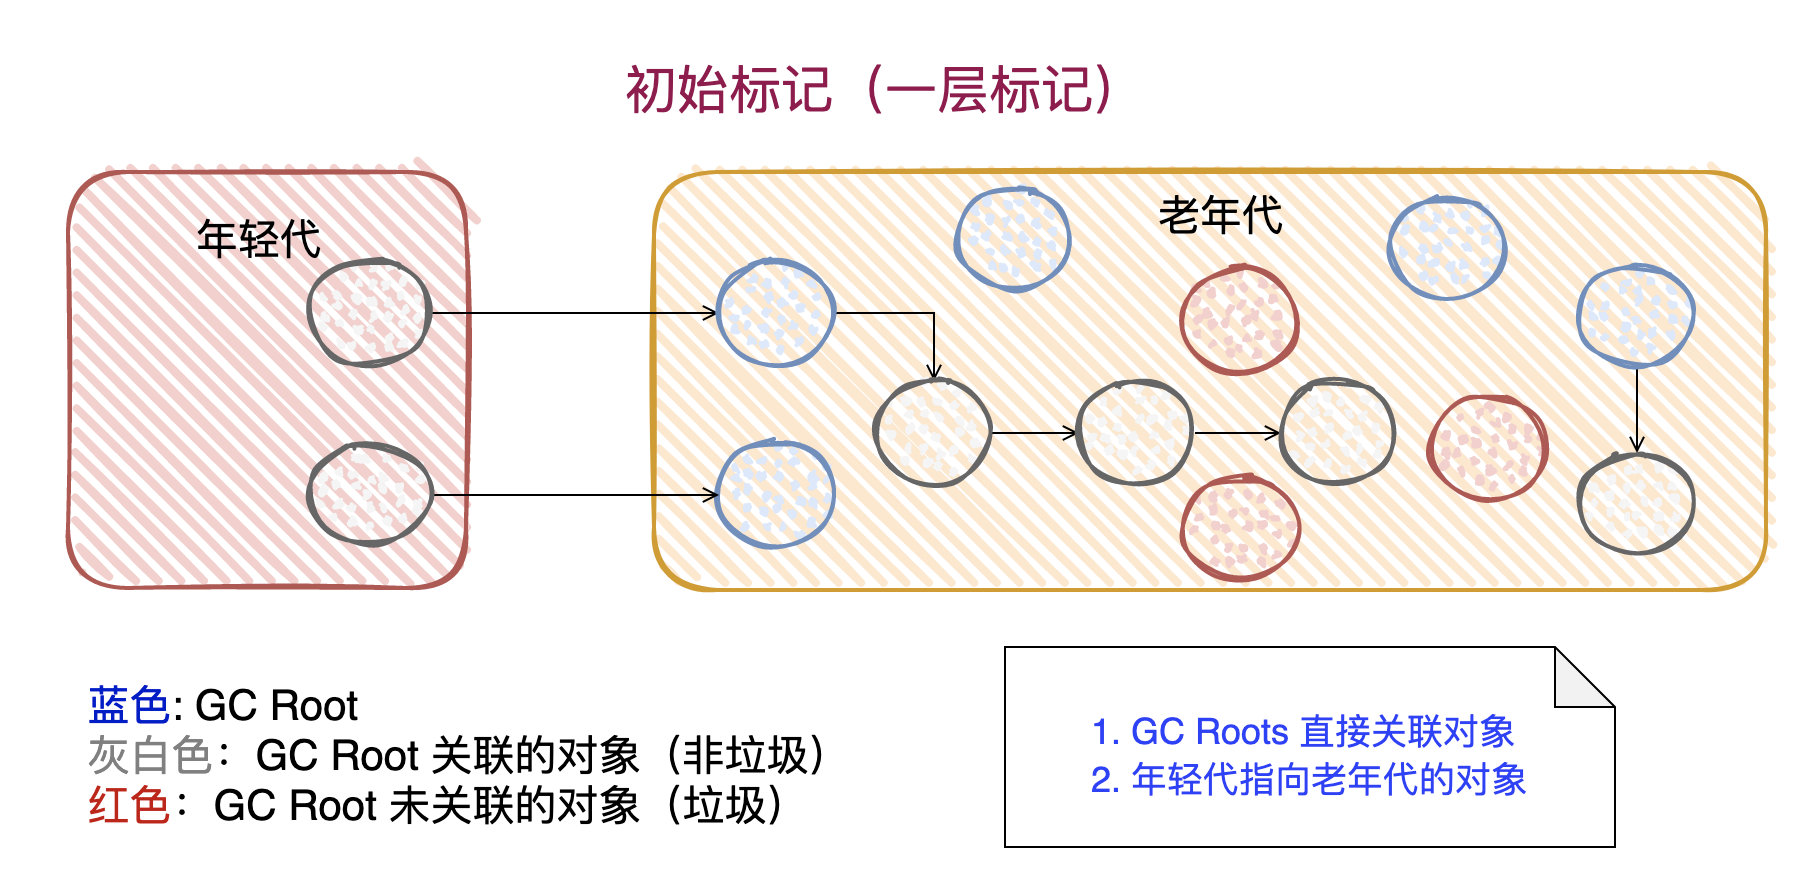 初始标记（一层标记）
年轻代
老年代
蓝色: GC Root
灰白色：GC Root 关联的对象（非垃圾）
红色：GC Root 未关联的对象（垃圾）
1. GC Roots 直接关联对象
2. 年轻代指向老年代的对象